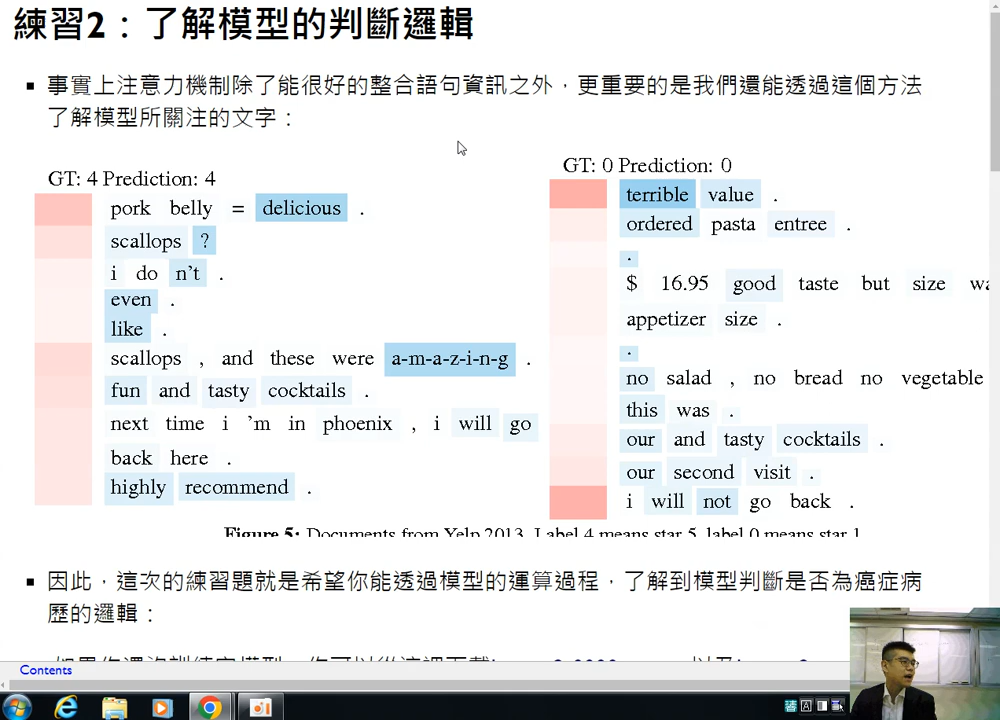 練習2：了解模型的判斷邏輯
事實上注意力機制除了能很好的整合語句資訊之外，更重要的是我們還能透過這個方法
了解模型所關注的文字：
GT: 4 Prediction: 4
pork belly = delicious .
scallops ?
i do n't .
even .
like .
scallops , and these were a-m-a-z-i-n-g .
fun and tasty cocktails .
next time i 'm in phoenix , i will go
back here .
highly recommend .
GT: 0 Prediction: 0
terrible value .
ordered pasta entree .
.
$ 16.95 good taste but size wa
appetizer size .
.
no salad , no bread no vegetable
this was .
our and tasty cocktails .
our second visit .
i will not go back .
Figure 5: Documents from Yelp 2013. Label 4 means star 5, label 0 means star 1.
因此，這次的練習題就是希望你能透過模型的運算過程，了解到模型判斷是否為癌症病
歷的邏輯：
Contents